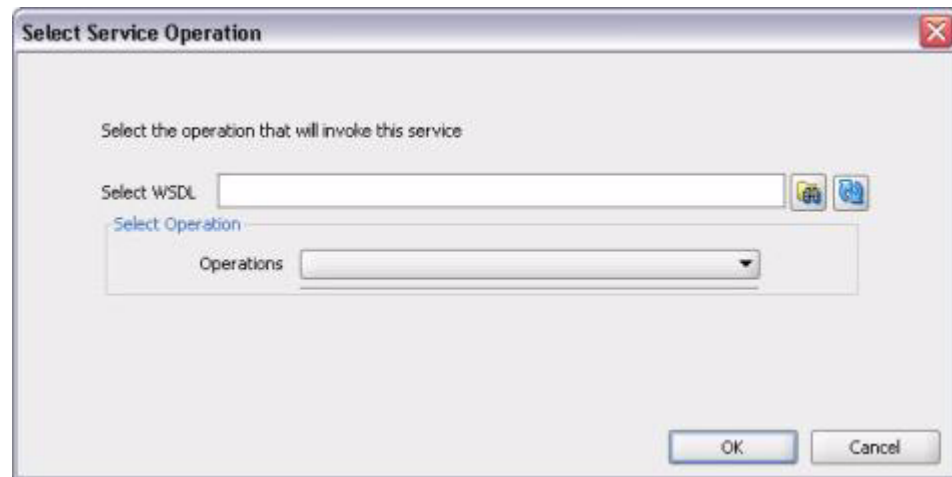 Select Service Operation
Select the operation that will invoke this service
Select WSDL
Select Operation
Operations
OK
Cancel